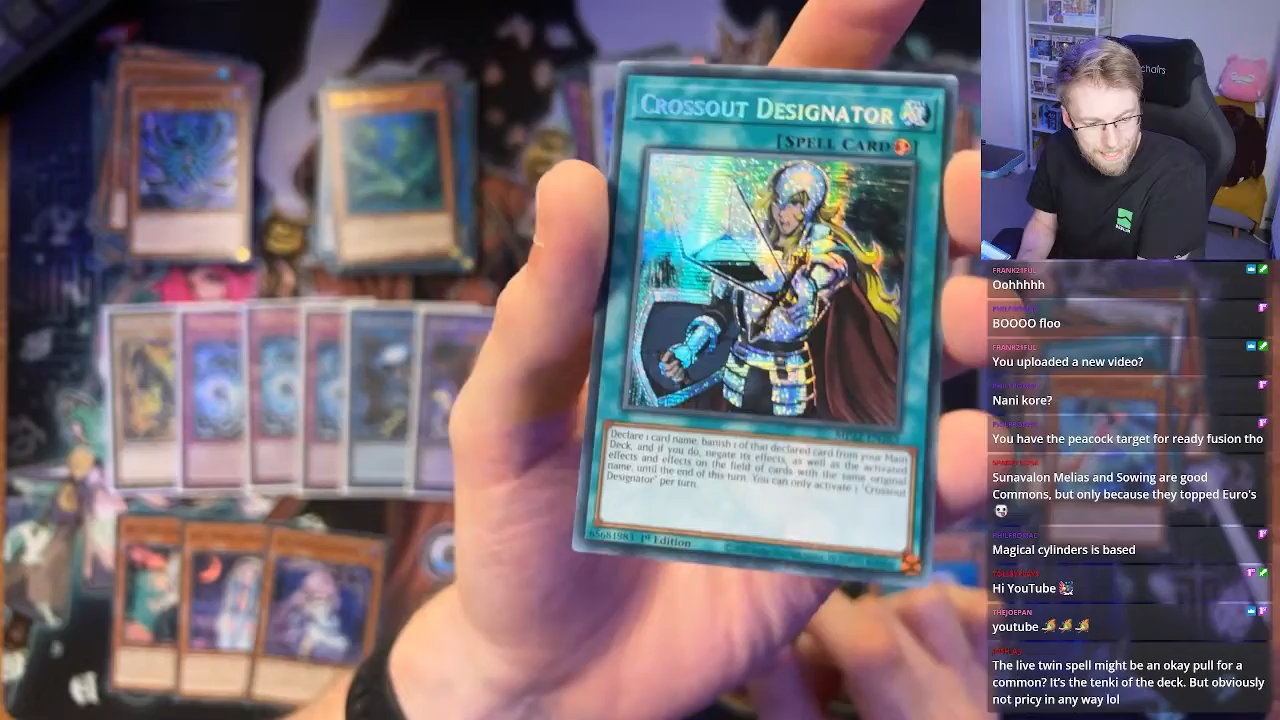 CROSSOUT DESIGNATOR
[SPELL CARD
Declare 1 card name, banish 1 of that declared card from your Main
Deck, and if you do, negate its effects, as well as the activated
effects and effects on the field of cards with the same original
name, until the end of this turn. You can only activate 1 "Crossout
Designator" per turn.
65681983 1st Edition
chairs
FRANK21FUL
Oohhhhh
BOOOO floo
FRANK21FUL
You uploaded a new video?
Nani kore?
You have the peacock target for ready fusion tho
Sunavalon Melias and Sowing are good
Commons, but only because they topped Euro's
PHILFROMAC
Magical cylinders is based
Hi YouTube
THEJOEPAN
youtube
The live twin spell might be an okay pull for a
common? It's the tenki of the deck. But obviously
not pricy in any way lol